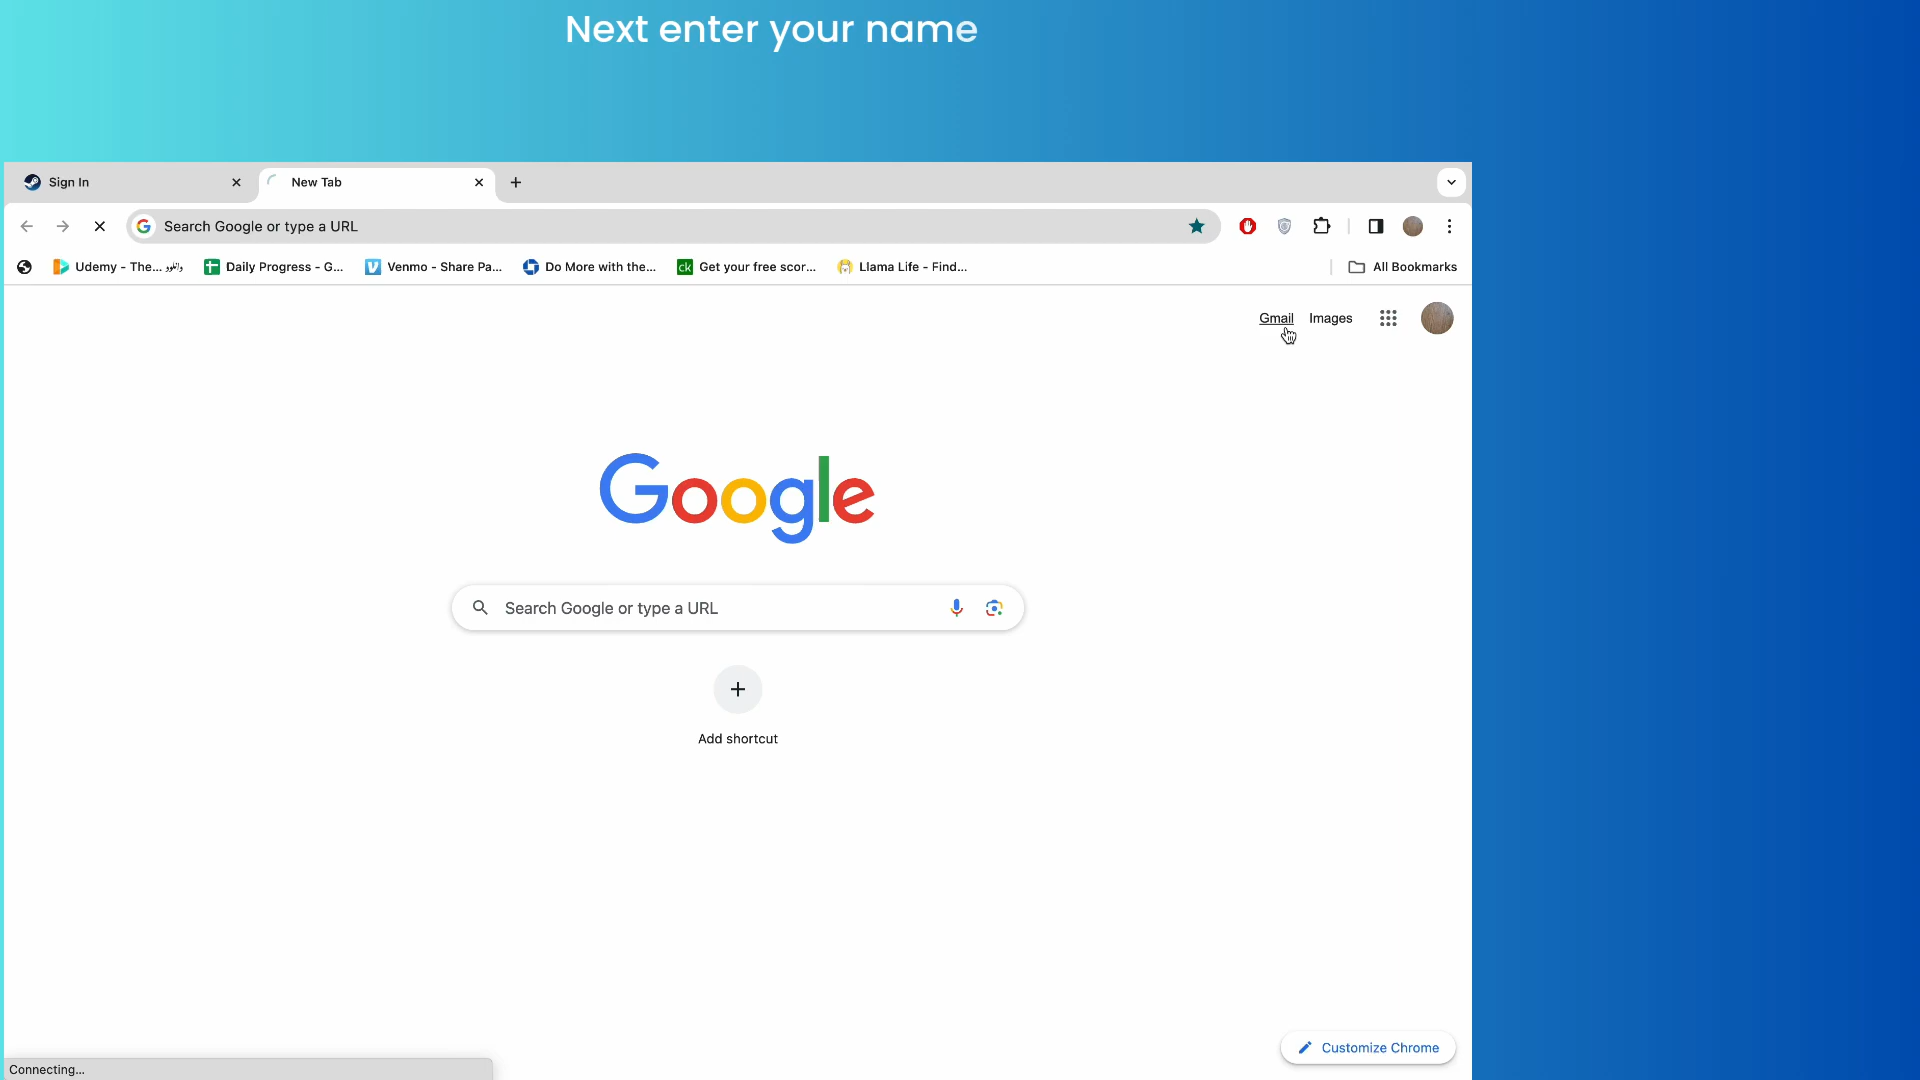 Next enter your name
Sign In
New Tab
Search Google or type a URL
Udemy - The... دانلود
Daily Progress - G...
Venmo - Share Pa...
Do More with the...
ck Get your free scor...
Llama Life - Find...
All Bookmarks
Gmail
Images
Google
Search Google or type a URL
Add shortcut
Customize Chrome
Connecting...